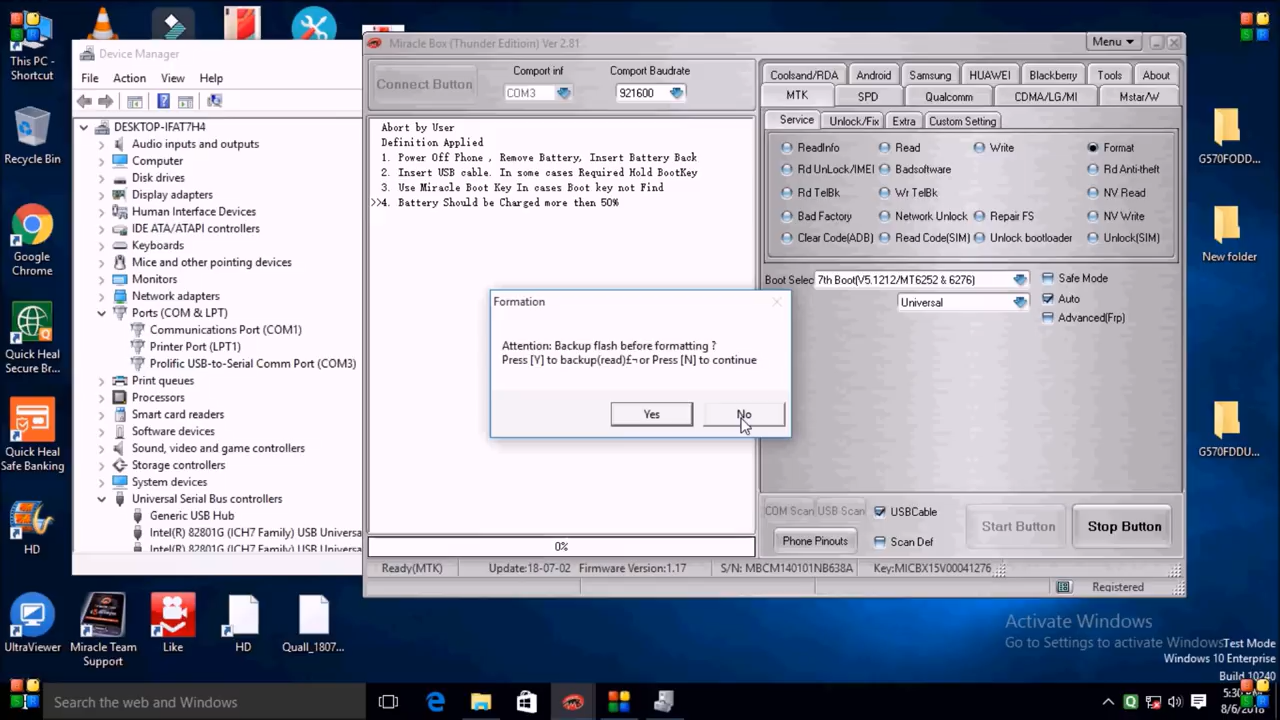 This PC -
Shortcut
Recycle Bin
Google
Chrome
Quick Heal
Secure Br...
Quick Heal
Safe Banking
HD
UltraViewer
Miracle Team
Support
Like
HD
Quall_1807...
Device Manager
File Action View Help
DESKTOP-IFAT7H4
Audio inputs and outputs
Computer
Disk drives
Display adapters
Human Interface Devices
IDE ATA/ATAPI controllers
Keyboards
Mice and other pointing devices
Monitors
Network adapters
Ports (COM & LPT)
Communications Port (COM1)
Printer Port (LPT1)
Prolific USB-to-Serial Comm Port (COM3)
Print queues
Processors
Smart card readers
Software devices
Sound, video and game controllers
Storage controllers
System devices
Universal Serial Bus controllers
Generic USB Hub
Intel(R) 82801G (ICH7 Family) USB Universa
Intel(R) 82801G (ICH7 Family) USB Universa
Miracle Box (Thunder Editiom) Ver 2.81
Menu
Connect Button
Comport inf
COM3
Comport Baudrate
921600
Abort by User
Definition Applied
1. Power Off Phone , Remove Battery, Insert Battery Back
2. Insert USB cable. In some cases Required Hold BootKey
3. Use Miracle Boot Key In cases Boot key not Find
>>4. Battery Should be Charged more then 50%
0%
Coolsand/RDA Android Samsung HUAWEI Blackberry Tools About
MTK SPD Qualcomm CDMA/LG/MI Mstar/W
Service Unlock/Fix Extra Custom Setting
ReadInfo Read Write Format
Rd UnLock/IMEI Badsoftware Rd Anti-theft
Rd TelBk Wr TelBk NV Read
Bad Factory Network Unlock Repair FS NV Write
Clear Code(ADB) Read Code(SIM) Unlock bootloader Unlock(SIM)
Boot Selec 7th Boot(V5.1212/MT6252 & 6276) Safe Mode
Universal Auto
Advanced(Frp)
Formation
Attention: Backup flash before formatting ?
Press [Y] to backup(read)£¬ or Press [N] to continue
Yes No
COM Scan USB Scan USBCable
Phone Pinouts Scan Def
Start Button Stop Button
Ready(MTK) Update:18-07-02 Firmware Version:1.17 S/N: MBCM140101NB638A Key:MICBX15V00041276
Registered
G570FODD...
New folder
G570FDDU...
Activate Windows
Go to Settings to activate Windows
Test Mode
Windows 10 Enterprise
Build 10240
Search the web and Windows
8/6/2018